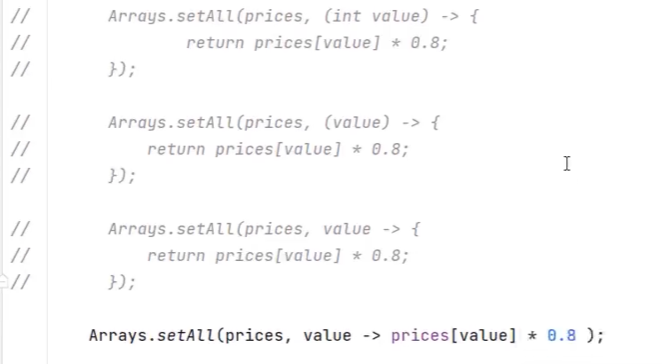 //        Arrays.setAll(prices, (int value) -> {
//                return prices[value] * 0.8;
//        });
//        Arrays.setAll(prices, (value) -> {
//            return prices[value] * 0.8;
//        });
//        Arrays.setAll(prices, value -> {
//            return prices[value] * 0.8;
//        });
Arrays.setAll(prices, value -> prices[value] * 0.8 );